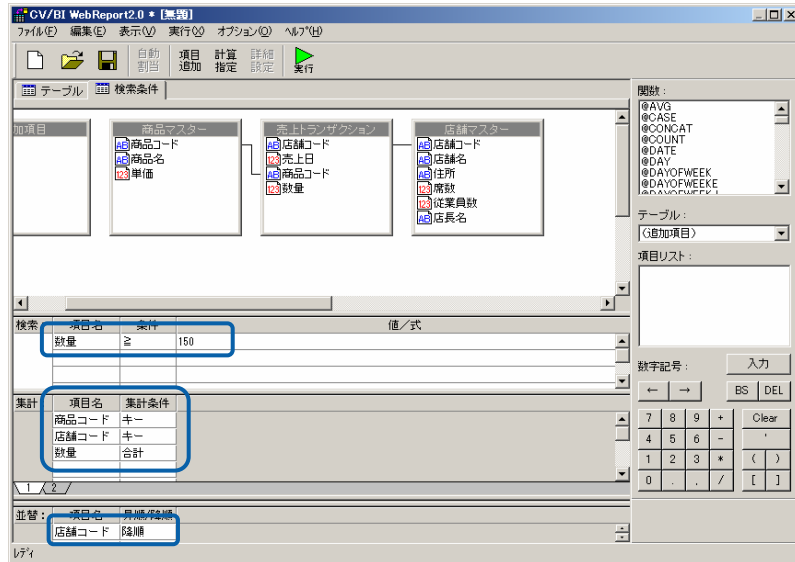 CV/BI WebReport2.0 * [無題]
ファイル(F) 編集(E) 表示(V) 実行(X) オプション(O) ヘルプ(H)
自動割当 項目追加 計算指定 詳細設定 実行
テーブル 検索条件
加項目
商品マスター
商品コード
商品名
単価
売上トランザクション
店舗コード
売上日
商品コード
数量
店舗マスター
店舗コード
店舗名
住所
席数
従業員数
店長名
関数：
@AVG
@CASE
@CONCAT
@COUNT
@DATE
@DAY
@DAYOFWEEK
@DAYOFWEEKE
テーブル：
(追加項目)
項目リスト：
検索 項目名 条件 値／式
数量 ≧ 150
集計 項目名 集計条件
商品コード キー
店舗コード キー
数量 合計
1 2
並替： 項目名 昇順/降順
店舗コード 降順
数字記号： 入力
← → BS DEL
7 8 9 + Clear
4 5 6 - '
1 2 3 * ( )
0 . , / [ ]
レディ